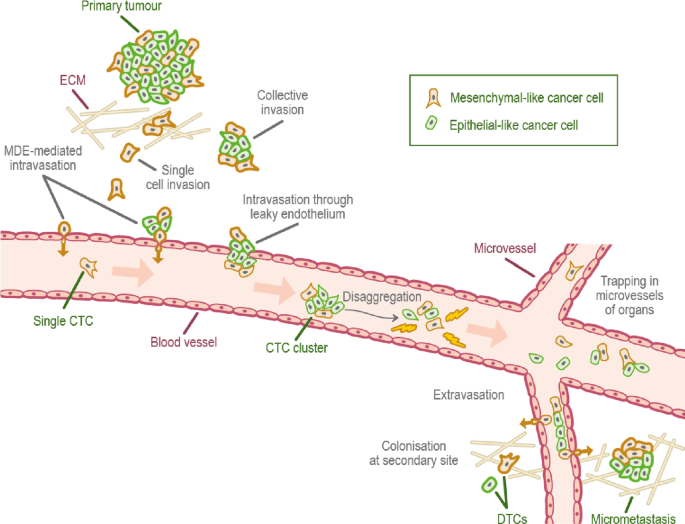 Primary tumour
ECM
Collective
invasion
Mesenchymal-like cancer cell
Epithelial-like cancer cell
MDE-mediated
intravasation
Single
cell invasion
Intravasation through
leaky endothelium
Microvessel
Trapping in
microvessels
of organs
Disaggregation
Single CTC
Blood vessel
CTC cluster
Extravasation
Colonisation
at secondary site
DTCs
Micrometastasis